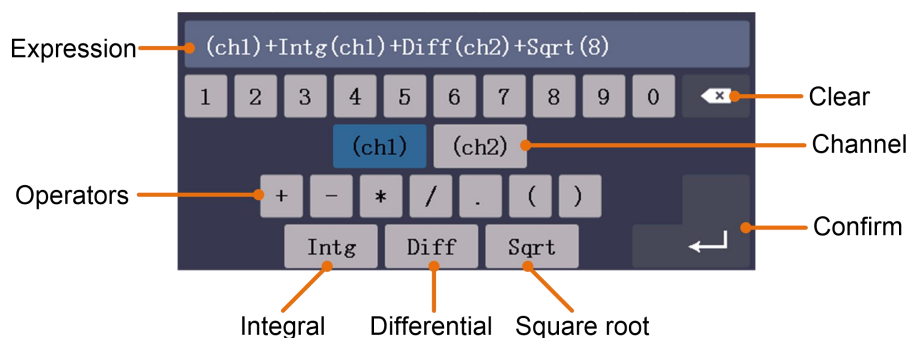 Expression
(ch1)+Intg(ch1)+Diff(ch2)+Sqrt(8)
1 2 3 4 5 6 7 8 9 0
Clear
(ch1) (ch2)
Channel
Operators
+ - * / . ( )
Confirm
Intg Diff Sqrt
Integral Differential Square root